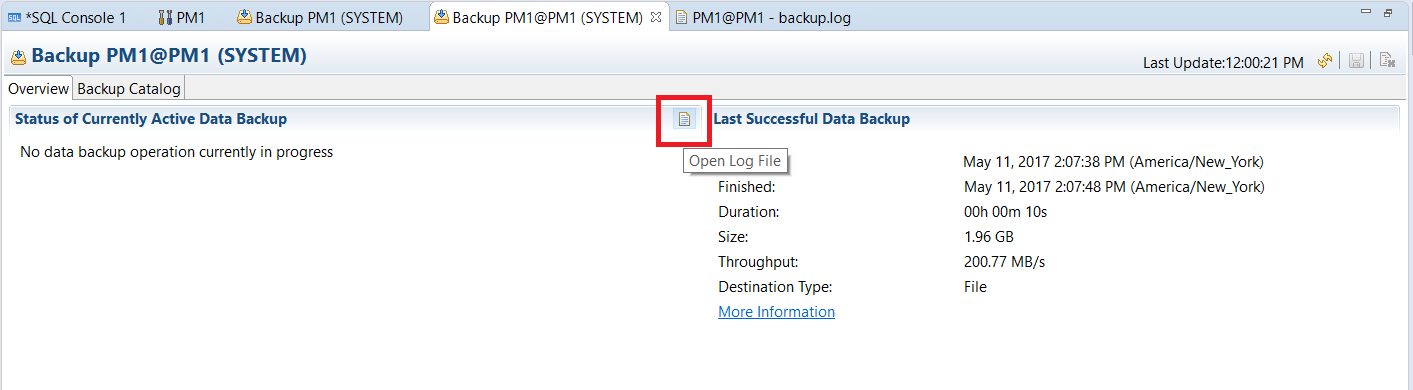 *SQL Console 1 PM1 Backup PM1 (SYSTEM) Backup PM1@PM1 (SYSTEM) PM1@PM1 - backup.log
Backup PM1@PM1 (SYSTEM)
Last Update:12:00:21 PM
Overview Backup Catalog
Status of Currently Active Data Backup
No data backup operation currently in progress
Open Log File
Last Successful Data Backup
May 11, 2017 2:07:38 PM (America/New_York)
Finished: May 11, 2017 2:07:48 PM (America/New_York)
Duration: 00h 00m 10s
Size: 1.96 GB
Throughput: 200.77 MB/s
Destination Type: File
More Information